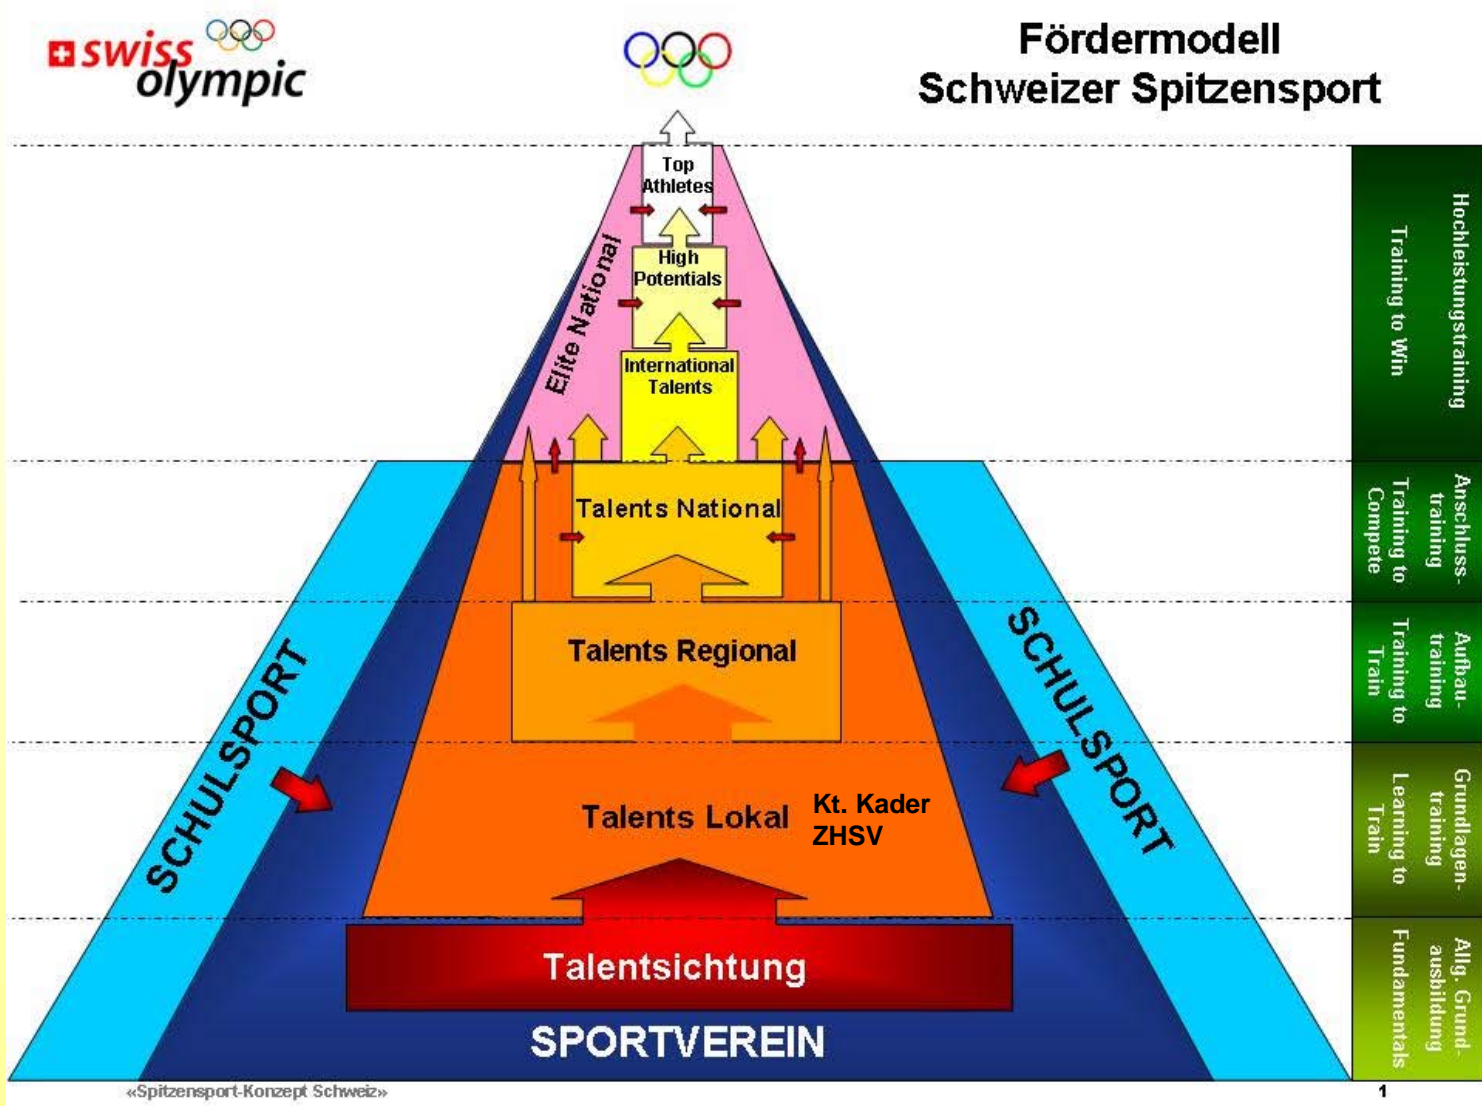 swiss
olympic
Fördermodell
Schweizer Spitzensport
Top
Athletes
High
Potentials
Elite National
International
Talents
Talents National
Talents Regional
Talents Lokal
Kt. Kader
ZHSV
SCHULSPORT
SCHULSPORT
Talentsichtung
SPORTVEREIN
Hochleistungstraining
Training to Win
Anschluss-
training
Training to
Compete
Aufbau-
training
Training to
Train
Grundlagen-
training
Learning to
Train
Allg. Grund-
ausbildung
Fundamentals
«Spitzensport-Konzept Schweiz»
1